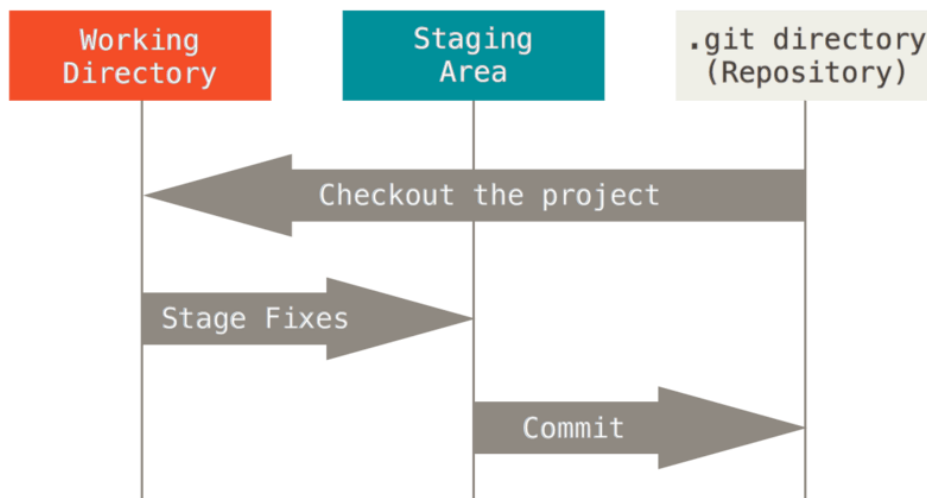 Working
Directory
Staging
Area
.git directory
(Repository)
Checkout the project
Stage Fixes
Commit